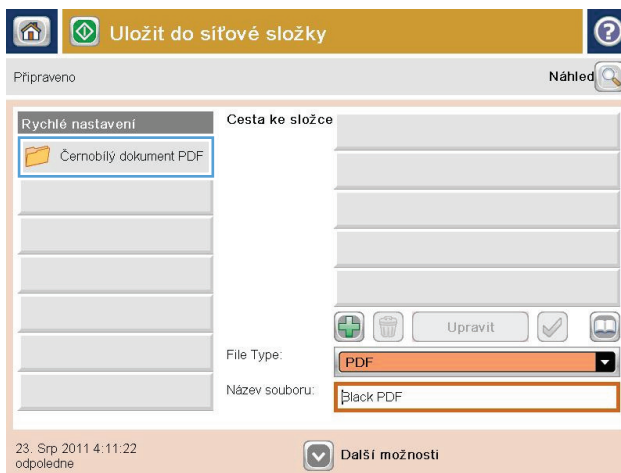 Uložit do síťové složky
Připraveno
Náhled
Rychlé nastavení
Černobílý dokument PDF
Cesta ke složce
Upravit
File Type:
PDF
Název souboru:
Black PDF
23. Srp 2011 4:11:22
odpoledne
Další možnosti